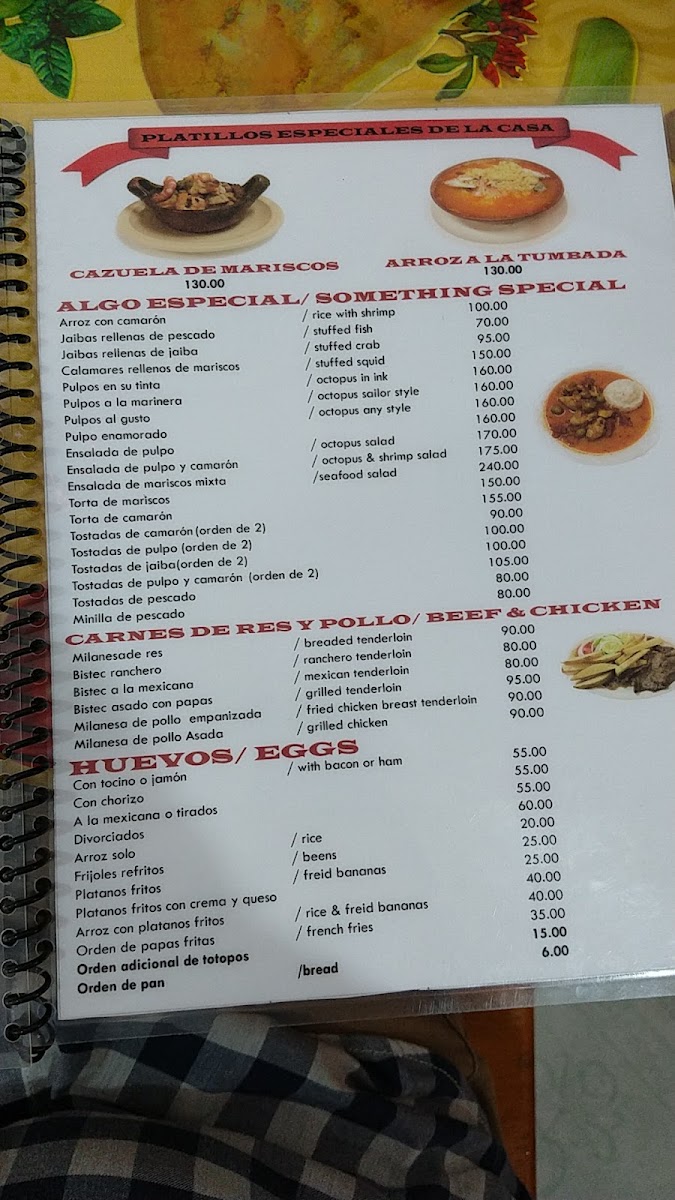 PLATILLOS ESPECIALES DE LA CASA
CAZUELA DE MARISCOS
130.00
ARROZ A LA TUMBADA
130.00
ALGO ESPECIAL/ SOMETHING SPECIAL
Arroz con camarón / rice with shrimp 100.00
Jaibas rellenas de pescado / stuffed fish 70.00
Jaibas rellenas de jaiba / stuffed crab 95.00
Calamares rellenos de mariscos / stuffed squid 150.00
Pulpos en su tinta / octopus in ink 160.00
Pulpos a la marinera / octopus sailor style 160.00
Pulpos al gusto / octopus any style 160.00
Pulpo enamorado 160.00
Ensalada de pulpo / octopus salad 170.00
Ensalada de pulpo y camarón / octopus & shrimp salad 175.00
Ensalada de mariscos mixta /seafood salad 240.00
Torta de mariscos 150.00
Torta de camarón 155.00
Tostadas de camarón (orden de 2) 90.00
Tostadas de pulpo (orden de 2) 100.00
Tostadas de jaiba(orden de 2) 100.00
Tostadas de pulpo y camarón (orden de 2) 105.00
Tostadas de pescado 80.00
Minilla de pescado 80.00
CARNES DE RES Y POLLO/ BEEF & CHICKEN
Milanesade res / breaded tenderloin 90.00
Bistec ranchero / ranchero tenderloin 80.00
Bistec a la mexicana / mexican tenderloin 80.00
Bistec asado con papas / grilled tenderloin 95.00
Milanesa de pollo empanizada / fried chicken breast tenderloin 90.00
Milanesa de pollo Asada / grilled chicken 90.00
HUEVOS/ EGGS
Con tocino o jamón / with bacon or ham 55.00
Con chorizo 55.00
A la mexicana o tirados 55.00
Divorciados 60.00
Arroz solo / rice 20.00
Frijoles refritos / beens 25.00
Platanos fritos / freid bananas 25.00
Platanos fritos con crema y queso 40.00
Arroz con platanos fritos / rice & freid bananas 40.00
Orden de papas fritas / french fries 35.00
Orden adicional de totopos 15.00
Orden de pan /bread 6.00